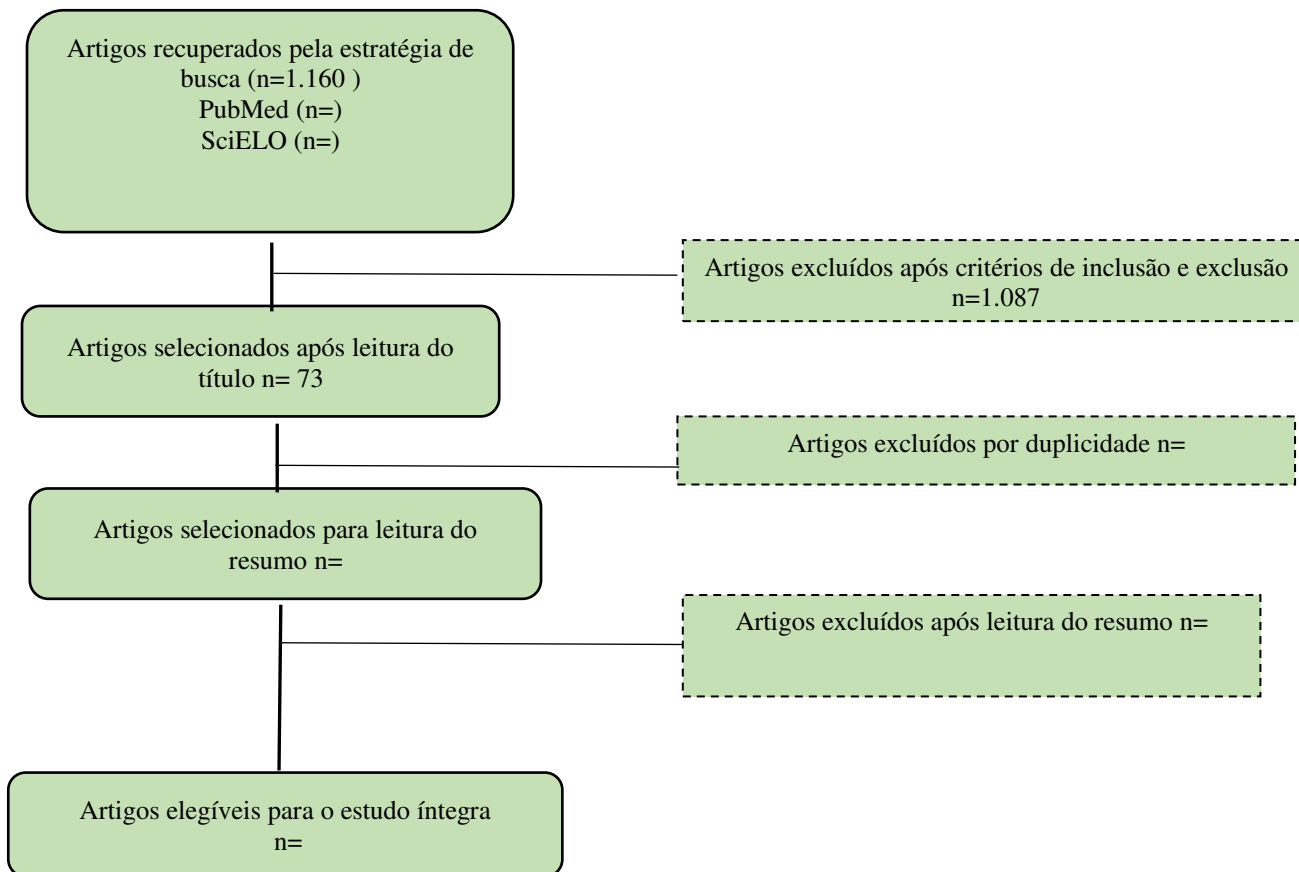 Artigos recuperados pela estratégia de
busca (n=1.160 )
PubMed (n=)
SciELO (n=)
Artigos excluídos após critérios de inclusão e exclusão
n=1.087
Artigos selecionados após leitura do
título n= 73
Artigos excluídos por duplicidade n=
Artigos selecionados para leitura do
resumo n=
Artigos excluídos após leitura do resumo n=
Artigos elegíveis para o estudo íntegra
n=